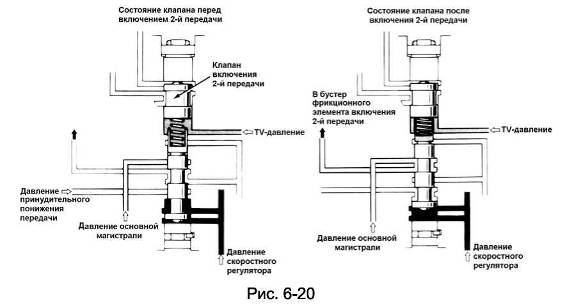 Состояние клапана перед
включением 2-й передачи
Клапан
включения
2-й передачи
TV-давление
Давление
принудительного
понижения
передачи
Давление основной
магистрали
Давление
скоростного
регулятора
Состояние клапана после
включения 2-й передачи
В бустер
фрикционного
элемента включения
2-й передачи
TV-давление
Давление основной
магистрали
Давление
скоростного
регулятора
Рис. 6-20